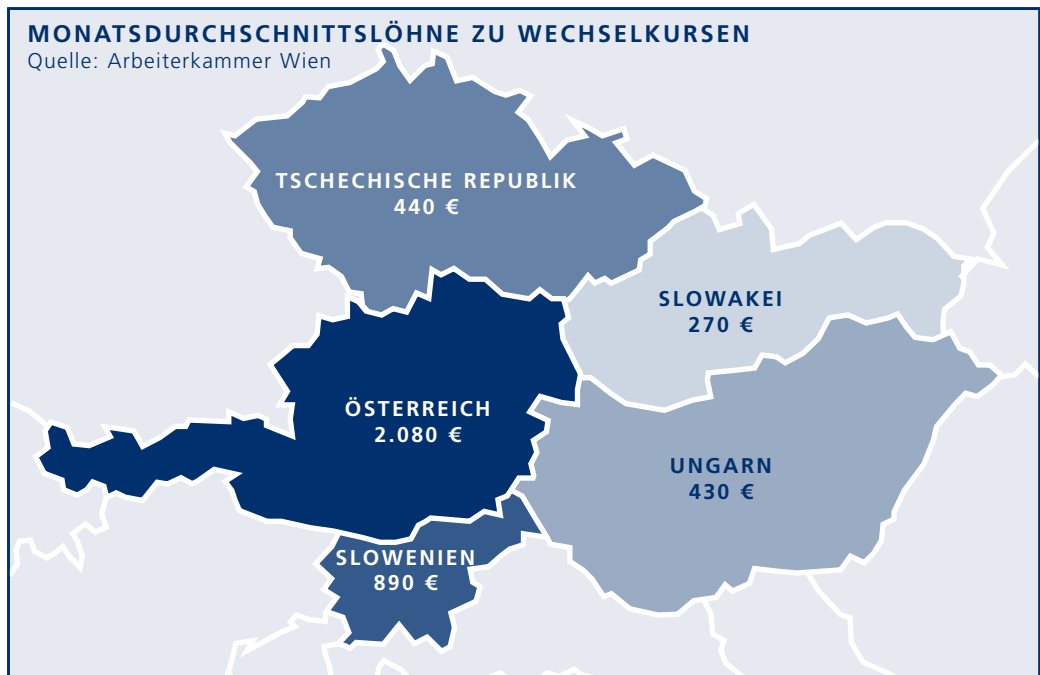 MONATSDURCHSCHNITTSLÖHNE ZU WECHSELKURSEN
Quelle: Arbeiterkammer Wien
TSCHECHISCHE REPUBLIK
440 €
SLOWAKEI
270 €
ÖSTERREICH
2.080 €
UNGARN
430 €
SLOWENIEN
890 €